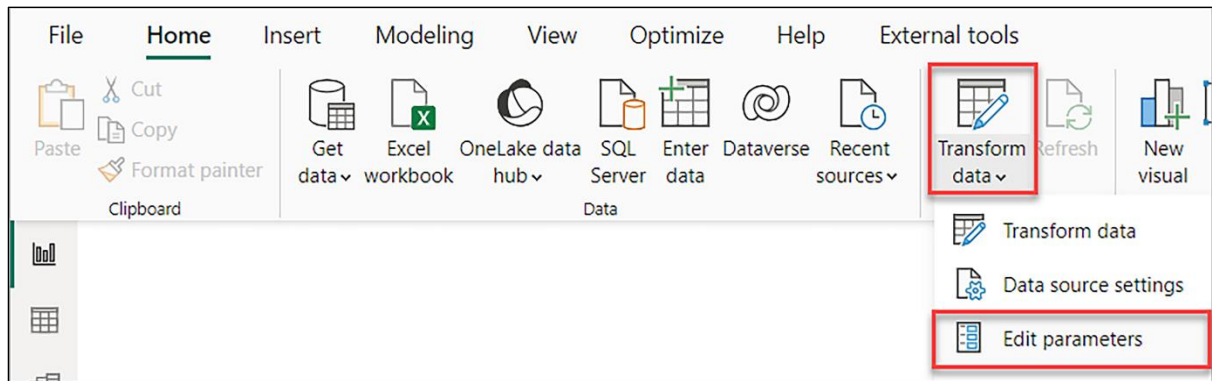 File Home Insert Modeling View Optimize Help External tools
Paste
Cut
Copy
Format painter
Clipboard
Get data
Excel workbook
OneLake data hub
SQL Server
Enter data
Dataverse
Recent sources
Data
Transform data
Refresh
New visual
Transform data
Data source settings
Edit parameters